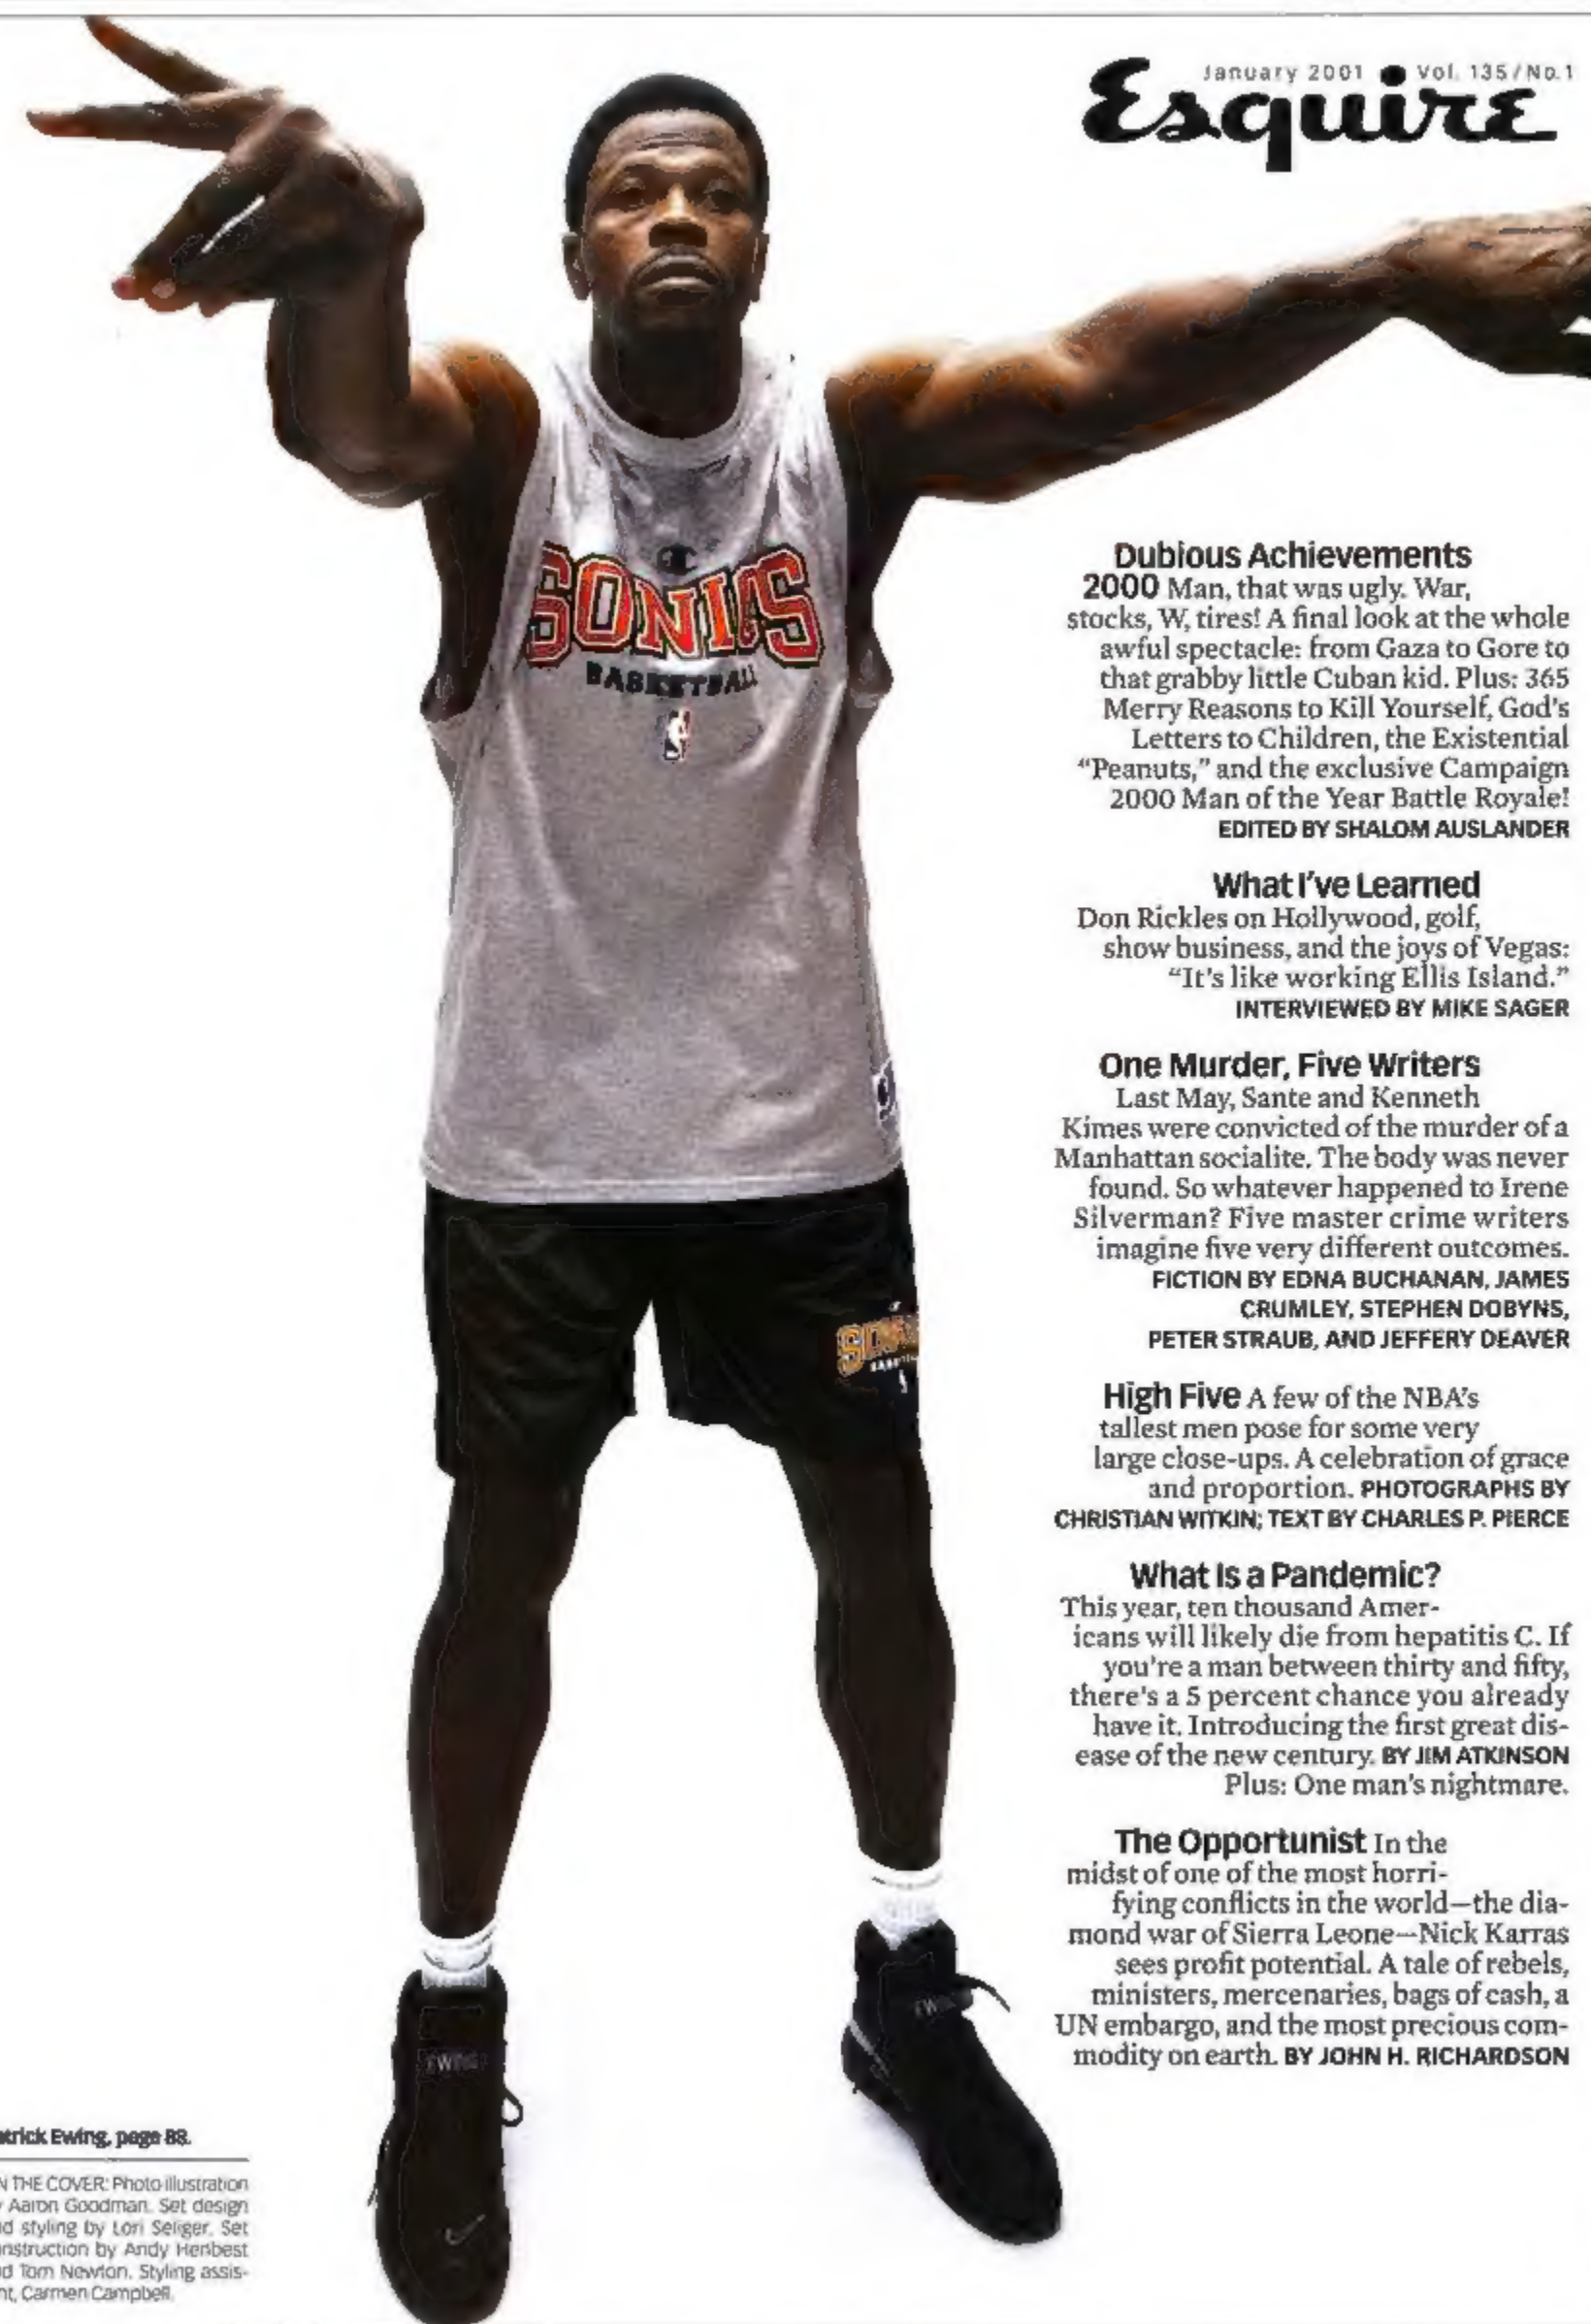 January 2001 Vol. 135/No.1
Esquire
SONICS
BASKETBALL
EWING
Dubious Achievements
2000 Man, that was ugly. War,
stocks, W, tires! A final look at the whole
awful spectacle: from Gaza to Gore to
that grabby little Cuban kid. Plus: 365
Merry Reasons to Kill Yourself, God's
Letters to Children, the Existential
“Peanuts,” and the exclusive Campaign
2000 Man of the Year Battle Royale!
EDITED BY SHALOM AUSLANDER
What I've Learned
Don Rickles on Hollywood, golf,
show business, and the joys of Vegas:
“It's like working Ellis Island.”
INTERVIEWED BY MIKE SAGER
One Murder, Five Writers
Last May, Sante and Kenneth
Kimes were convicted of the murder of a
Manhattan socialite. The body was never
found. So whatever happened to Irene
Silverman? Five master crime writers
imagine five very different outcomes.
FICTION BY EDNA BUCHANAN, JAMES
CRUMLEY, STEPHEN DOBYNS,
PETER STRAUB, AND JEFFERY DEAVER
High Five A few of the NBA's
tallest men pose for some very
large close-ups. A celebration of grace
and proportion. PHOTOGRAPHS BY
CHRISTIAN WITKIN; TEXT BY CHARLES P. PIERCE
What Is a Pandemic?
This year, ten thousand Amer-
icans will likely die from hepatitis C. If
you're a man between thirty and fifty,
there's a 5 percent chance you already
have it. Introducing the first great dis-
ease of the new century. BY JIM ATKINSON
Plus: One man's nightmare.
The Opportunist In the
midst of one of the most horri-
fying conflicts in the world—the dia-
mond war of Sierra Leone—Nick Karras
sees profit potential. A tale of rebels,
ministers, mercenaries, bags of cash, a
UN embargo, and the most precious com-
modity on earth. BY JOHN H. RICHARDSON
atrick Ewing, page 88.
N THE COVER: Photo illustration
y Aaron Goodman. Set design
d styling by Lori Seliger. Set
nstruction by Andy Henbest
d Tom Newton. Styling assis-
nt, Carmen Campbell.